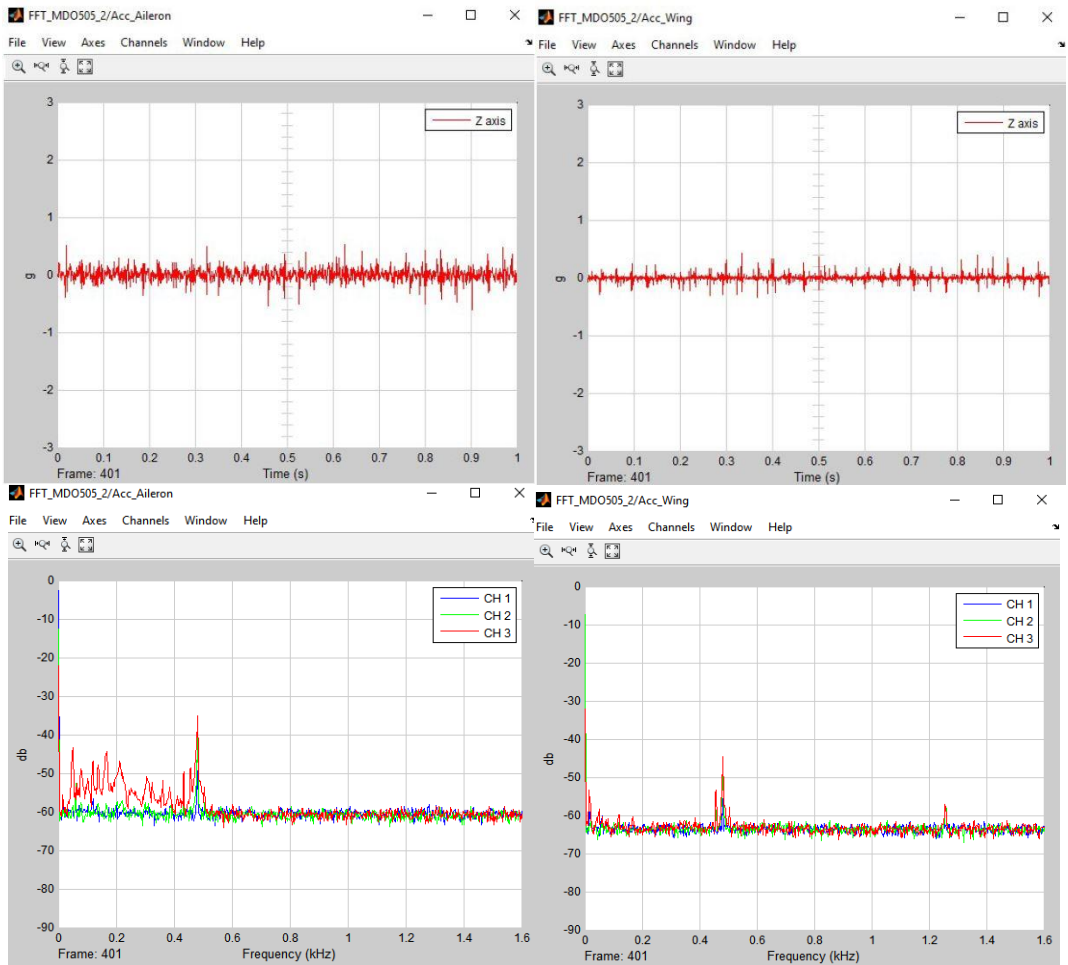 FFT_MDO505_2/Acc_Aileron
File View Axes Channels Window Help
3
2
1
0
-1
-2
-3
g
Z axis
0 0.1 0.2 0.3 0.4 0.5 0.6 0.7 0.8 0.9 1
Frame: 401
Time (s)
FFT_MDO505_2/Acc_Wing
File View Axes Channels Window Help
3
2
1
0
-1
-2
-3
g
Z axis
0 0.1 0.2 0.3 0.4 0.5 0.6 0.7 0.8 0.9 1
Frame: 401
Time (s)
FFT_MDO505_2/Acc_Aileron
File View Axes Channels Window Help
0
-10
-20
-30
-40
-50
-60
-70
-80
-90
db
CH 1
CH 2
CH 3
0 0.2 0.4 0.6 0.8 1 1.2 1.4 1.6
Frame: 401
Frequency (kHz)
FFT_MDO505_2/Acc_Wing
File View Axes Channels Window Help
0
-10
-20
-30
-40
-50
-60
-70
-80
-90
db
CH 1
CH 2
CH 3
0 0.2 0.4 0.6 0.8 1 1.2 1.4 1.6
Frame: 401
Frequency (kHz)